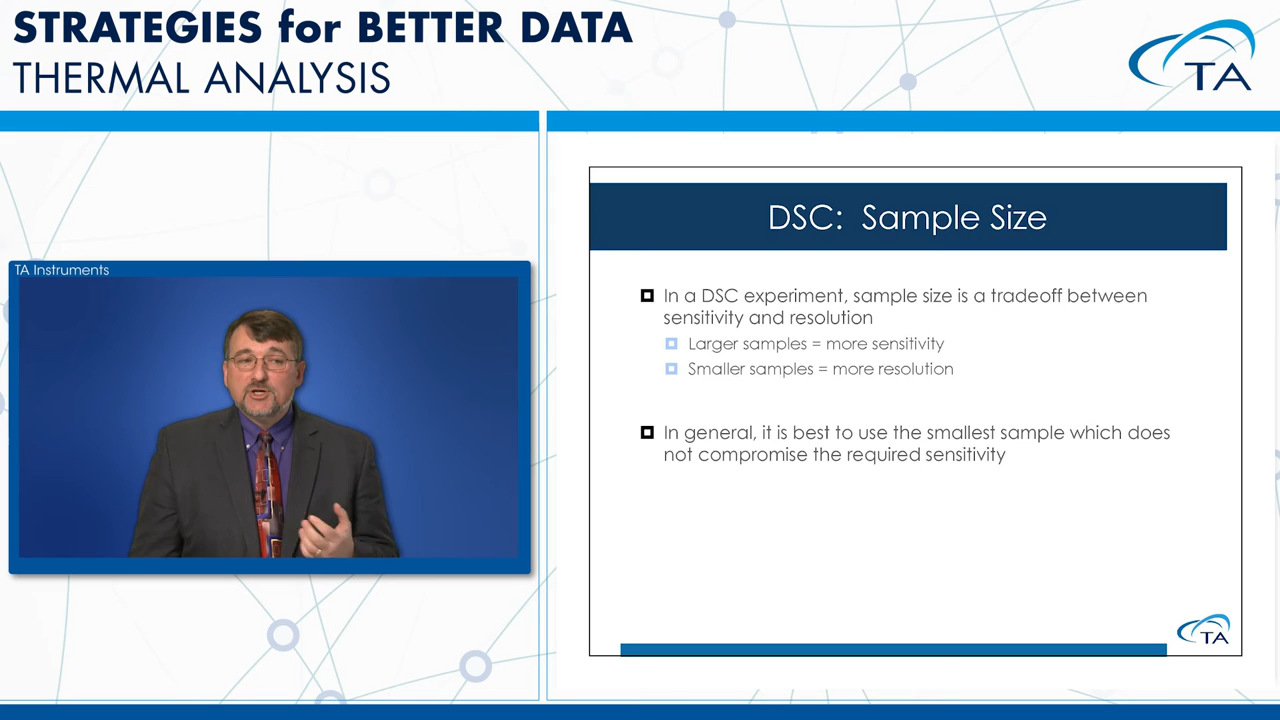 STRATEGIES for BETTER DATA
THERMAL ANALYSIS
TA
TA Instruments
DSC: Sample Size
In a DSC experiment, sample size is a tradeoff between
sensitivity and resolution
Larger samples = more sensitivity
Smaller samples = more resolution
In general, it is best to use the smallest sample which does
not compromise the required sensitivity
TA